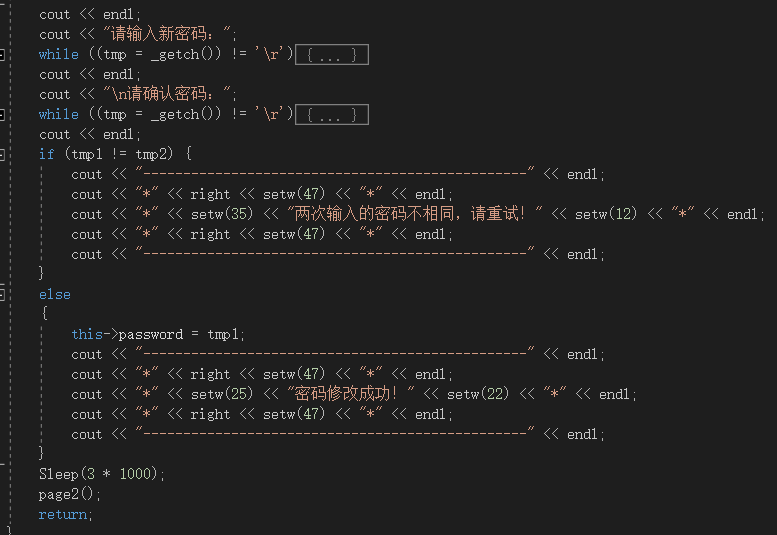 cout << endl;
cout << "请输入新密码：";
while ((tmp = _getch()) != '\r') { ... }
cout << endl;
cout << "\n请确认密码：";
while ((tmp = _getch()) != '\r') { ... }
cout << endl;
if (tmp1 != tmp2) {
cout << "------------------------------------------------" << endl;
cout << "*" << right << setw(47) << "*" << endl;
cout << "*" << setw(35) << "两次输入的密码不相同，请重试！" << setw(12) << "*" << endl;
cout << "*" << right << setw(47) << "*" << endl;
cout << "------------------------------------------------" << endl;
}
else
{
this->password = tmp1;
cout << "------------------------------------------------" << endl;
cout << "*" << right << setw(47) << "*" << endl;
cout << "*" << setw(25) << "密码修改成功！" << setw(22) << "*" << endl;
cout << "*" << right << setw(47) << "*" << endl;
cout << "------------------------------------------------" << endl;
}
Sleep(3 * 1000);
page2();
return;
}